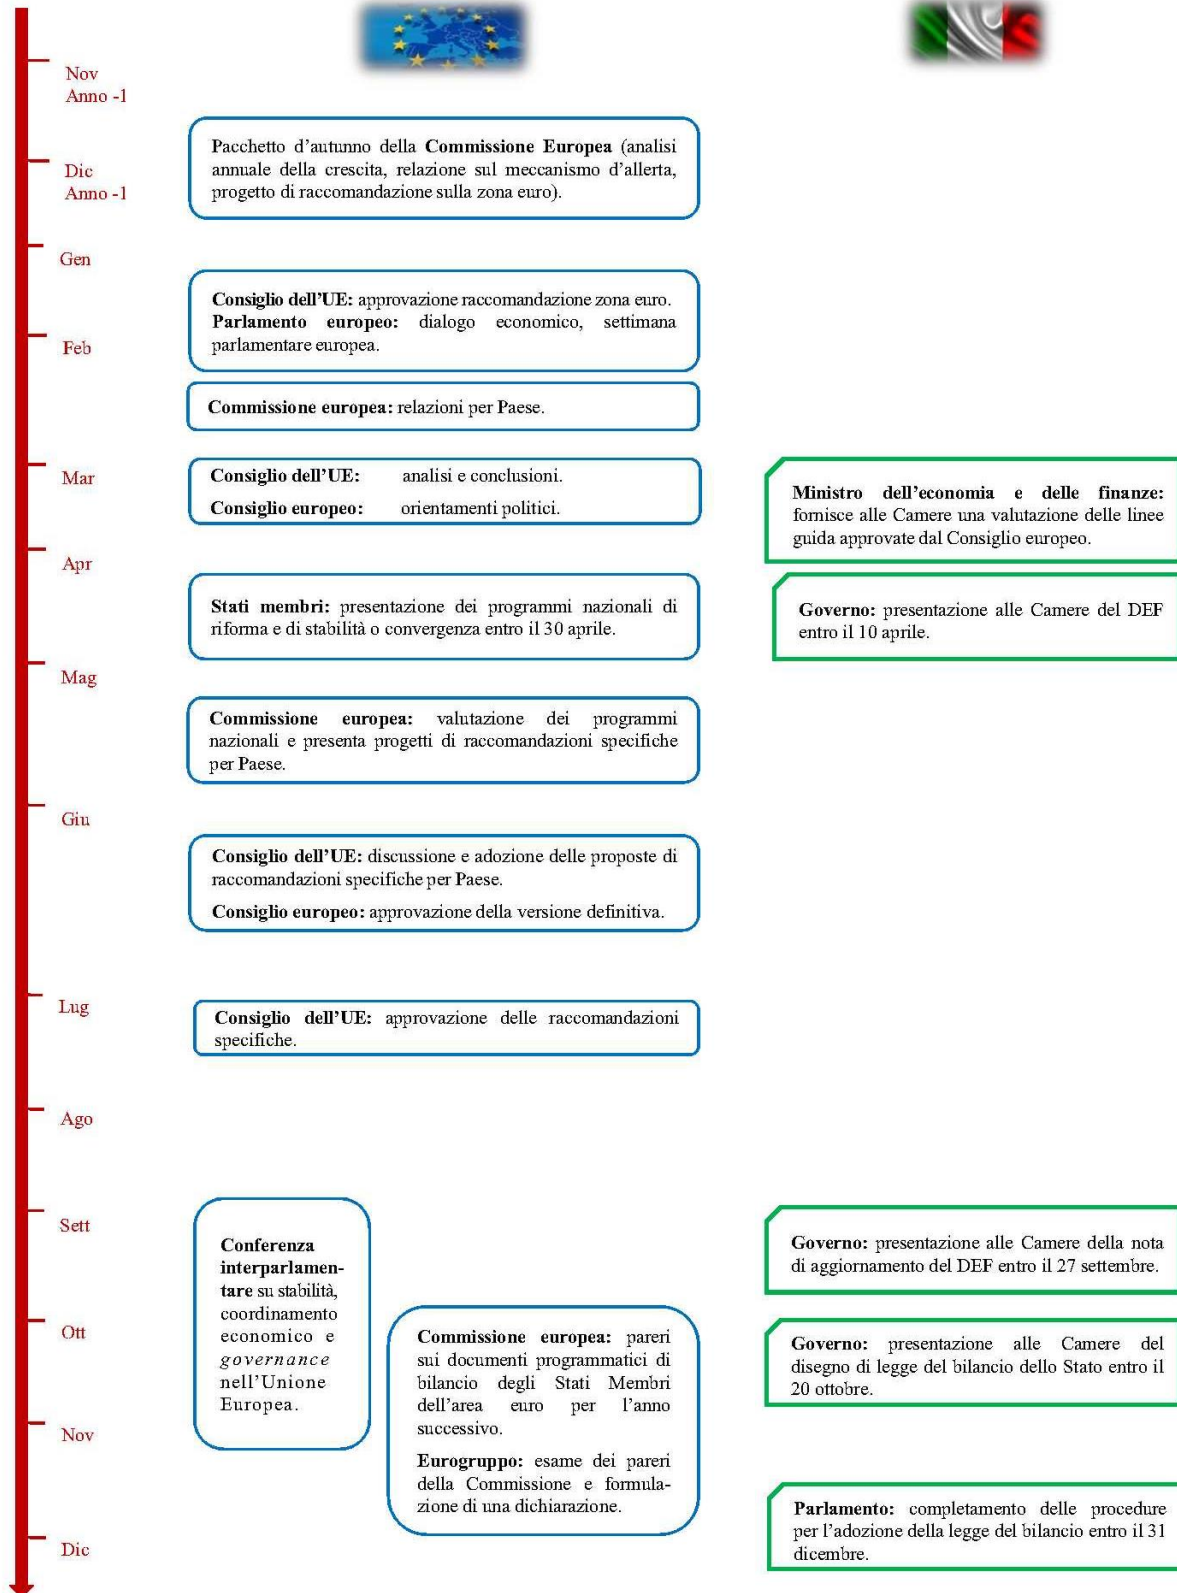 Nov
Anno -1
Pacchetto d'autunno della Commissione Europea (analisi
annuale della crescita, relazione sul meccanismo d'allerta,
progetto di raccomandazione sulla zona euro).
Dic
Anno -1
Gen
Consiglio dell'UE: approvazione raccomandazione zona euro.
Parlamento europeo: dialogo economico, settimana
parlamentare europea.
Feb
Commissione europea: relazioni per Paese.
Mar
Consiglio dell'UE: analisi e conclusioni.
Consiglio europeo: orientamenti politici.
Ministro dell'economia e delle finanze:
fornisce alle Camere una valutazione delle linee
guida approvate dal Consiglio europeo.
Apr
Stati membri: presentazione dei programmi nazionali di
riforma e di stabilità o convergenza entro il 30 aprile.
Governo: presentazione alle Camere del DEF
entro il 10 aprile.
Mag
Commissione europea: valutazione dei programmi
nazionali e presenta progetti di raccomandazioni specifiche
per Paese.
Giu
Consiglio dell'UE: discussione e adozione delle proposte di
raccomandazioni specifiche per Paese.
Consiglio europeo: approvazione della versione definitiva.
Lug
Consiglio dell'UE: approvazione delle raccomandazioni
specifiche.
Ago
Sett
Conferenza
interparlamen-
tare su stabilità,
coordinamento
economico e
governance
nell'Unione
Europea.
Governo: presentazione alle Camere della nota
di aggiornamento del DEF entro il 27 settembre.
Ott
Commissione europea: pareri
sui documenti programmatici di
bilancio degli Stati Membri
dell'area euro per l'anno
successivo.
Eurogruppo: esame dei pareri
della Commissione e formula-
zione di una dichiarazione.
Governo: presentazione alle Camere del
disegno di legge del bilancio dello Stato entro il
20 ottobre.
Nov
Parlamento: completamento delle procedure
per l'adozione della legge del bilancio entro il 31
dicembre.
Dic